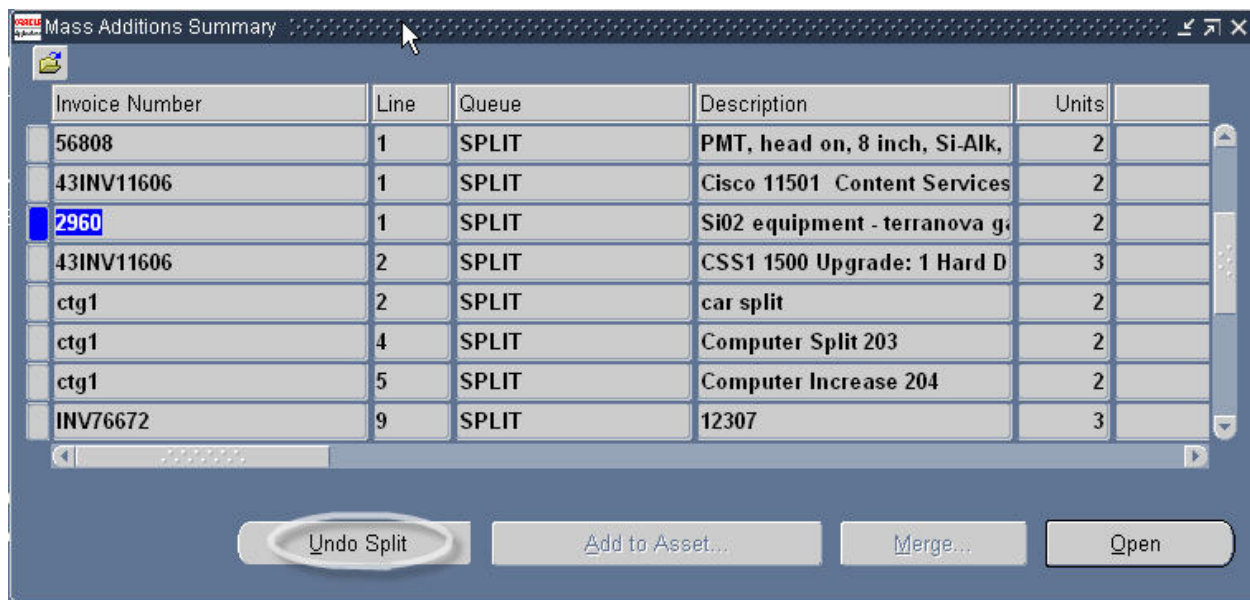 ORACLE
Applications
Mass Additions Summary
Invoice Number Line Queue Description Units
56808 1 SPLIT PMT, head on, 8 inch, Si-Alk, 2
43INV11606 1 SPLIT Cisco 11501 Content Services 2
2960 1 SPLIT Si02 equipment - terranova ga 2
43INV11606 2 SPLIT CSS1 1500 Upgrade: 1 Hard D 3
ctg1 2 SPLIT car split 2
ctg1 4 SPLIT Computer Split 203 2
ctg1 5 SPLIT Computer Increase 204 2
INV76672 9 SPLIT 12307 3
Undo Split Add to Asset... Merge... Open